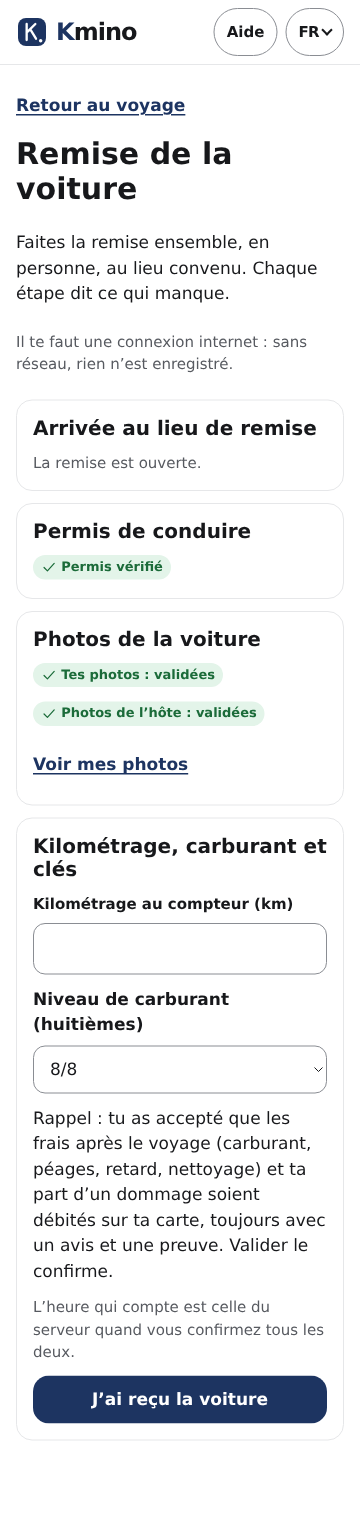 K. Kmino
Aide
FR
Retour au voyage
Remise de la
voiture
Faites la remise ensemble, en
personne, au lieu convenu. Chaque
étape dit ce qui manque.
Il te faut une connexion internet : sans
réseau, rien n’est enregistré.
Arrivée au lieu de remise
La remise est ouverte.
Permis de conduire
✓ Permis vérifié
Photos de la voiture
✓ Tes photos : validées
✓ Photos de l’hôte : validées
Voir mes photos
Kilométrage, carburant et
clés
Kilométrage au compteur (km)
Niveau de carburant
(huitièmes)
8/8
Rappel : tu as accepté que les
frais après le voyage (carburant,
péages, retard, nettoyage) et ta
part d’un dommage soient
débités sur ta carte, toujours avec
un avis et une preuve. Valider le
confirme.
L’heure qui compte est celle du
serveur quand vous confirmez tous les
deux.
J’ai reçu la voiture